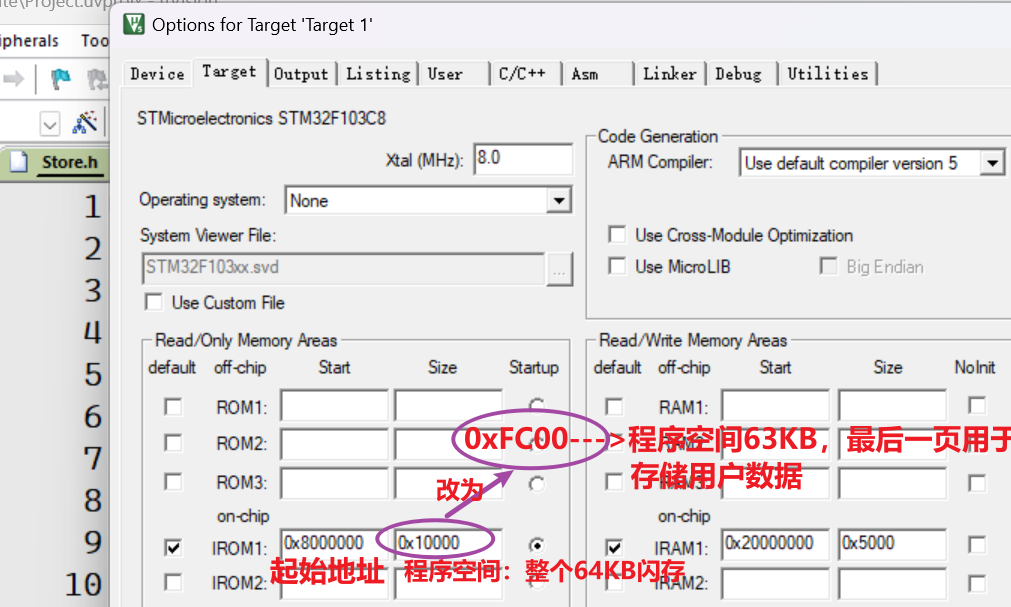 Options for Target 'Target 1'
ipherals
Too
Device
Target
Output
Listing
User
C/C++
Asm
Linker
Debug
Utilities
STMicroelectronics STM32F103C8
Xtal (MHz): 8.0
Operating system: None
System Viewer File:
STM32F103xx.svd
...
Use Custom File
Code Generation
ARM Compiler: Use default compiler version 5
Use Cross-Module Optimization
Use MicroLIB
Big Endian
Store.h
1
2
3
4
5
6
7
8
9
10
Read/Only Memory Areas
default off-chip Start Size Startup
ROM1:
ROM2:
ROM3:
on-chip
IROM1: 0x8000000 0x10000
IROM2:
Read/Write Memory Areas
default off-chip Start Size NoInit
RAM1:
on-chip
IRAM1: 0x20000000 0x5000
IRAM2:
0xFC00--->程序空间63KB，最后一页用于
存储用户数据
改为
起始地址
程序空间：整个64KB闪存